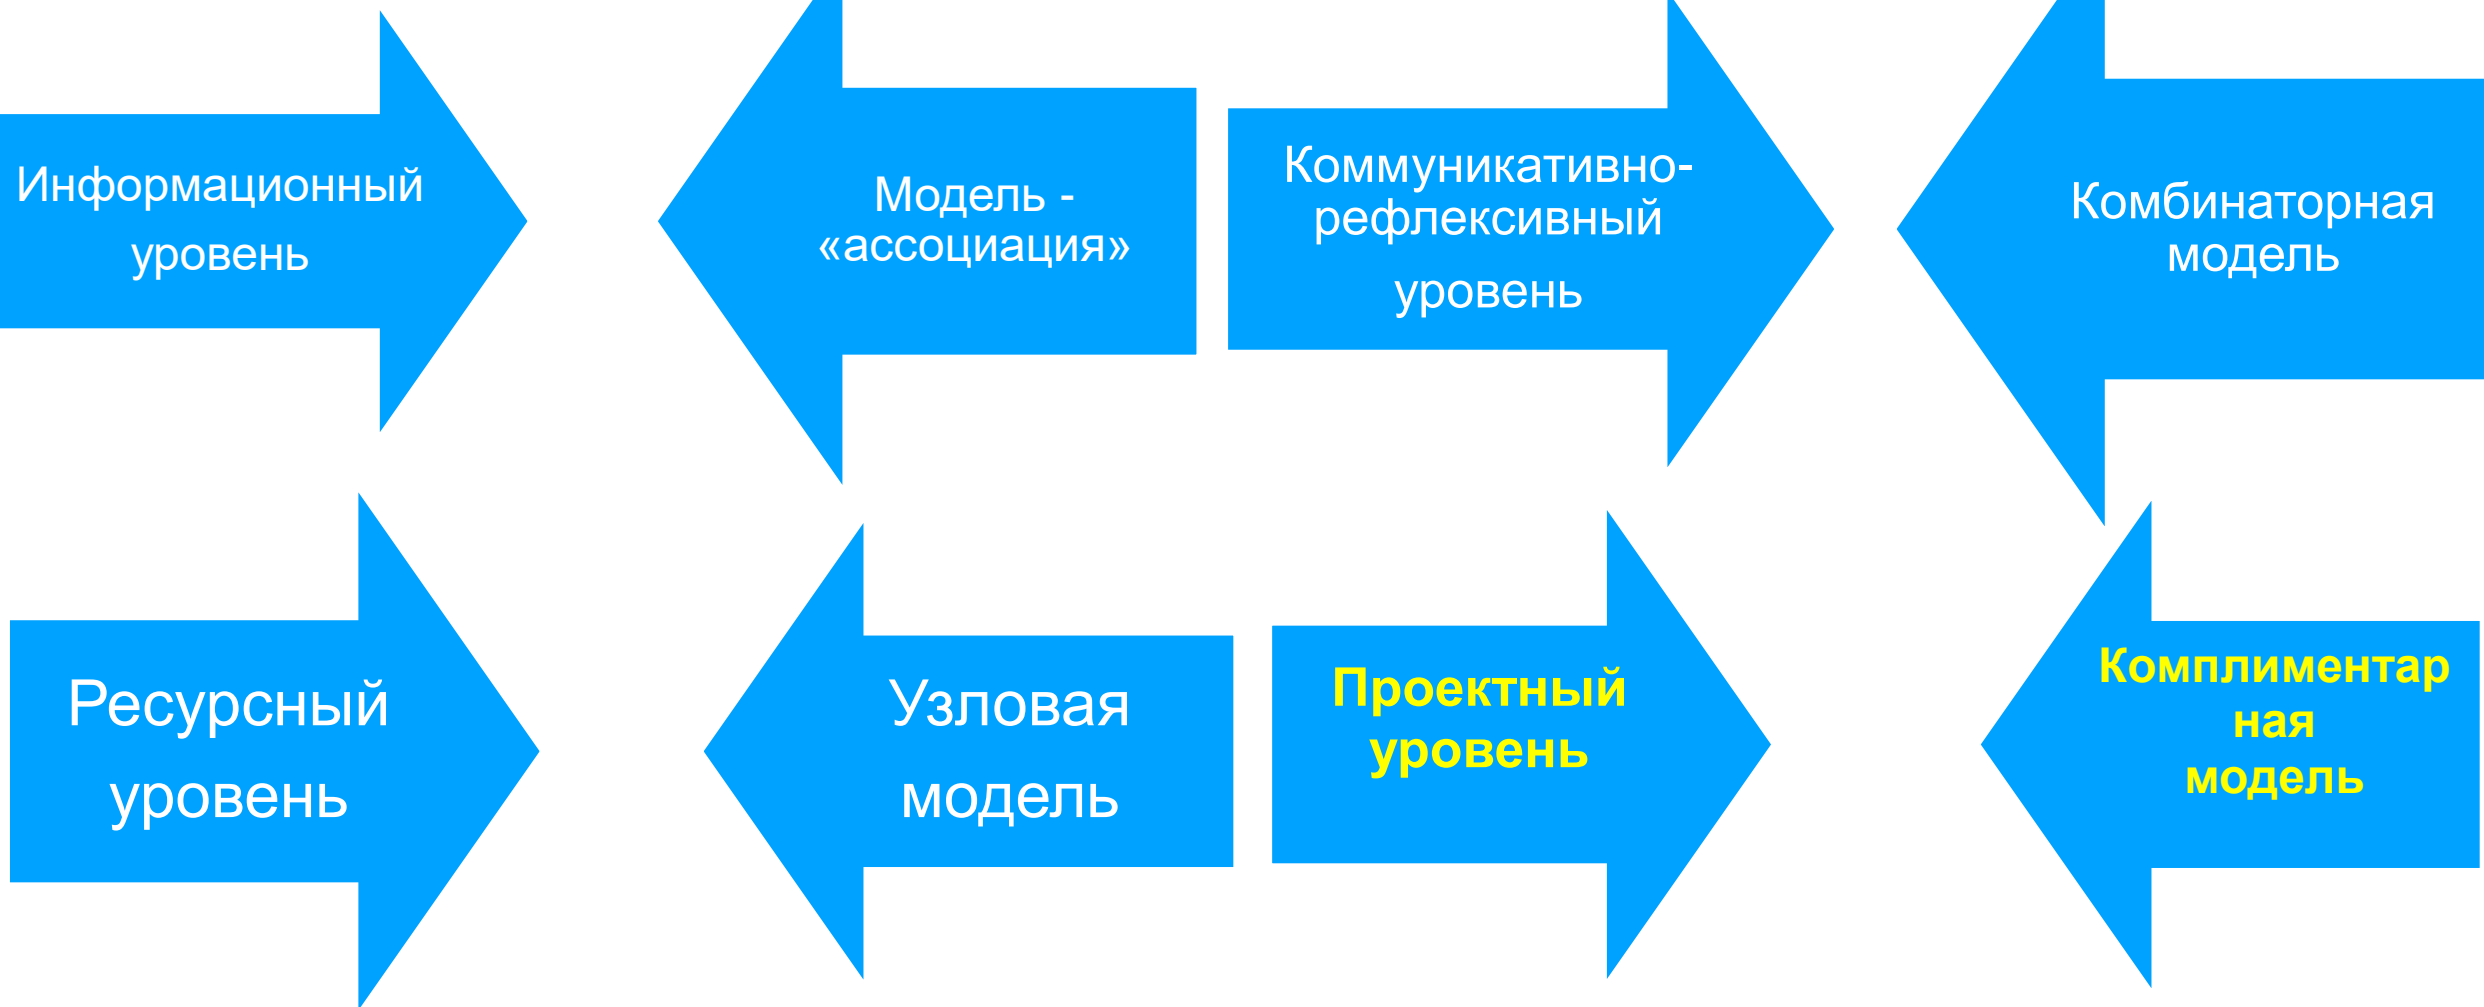 Информационный
уровень
Модель -
«ассоциация»
Коммуникативно-
рефлексивный
уровень
Комбинаторная
модель
Ресурсный
уровень
Узловая
модель
Проектный
уровень
Комплиментар
ная
модель